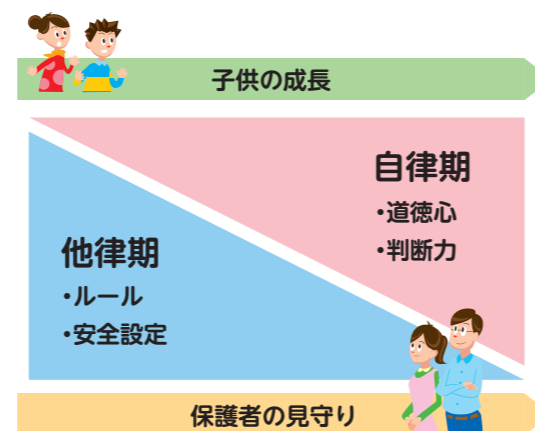 子供の成長
自律期
・道徳心
・判断力
他律期
・ルール
・安全設定
保護者の見守り